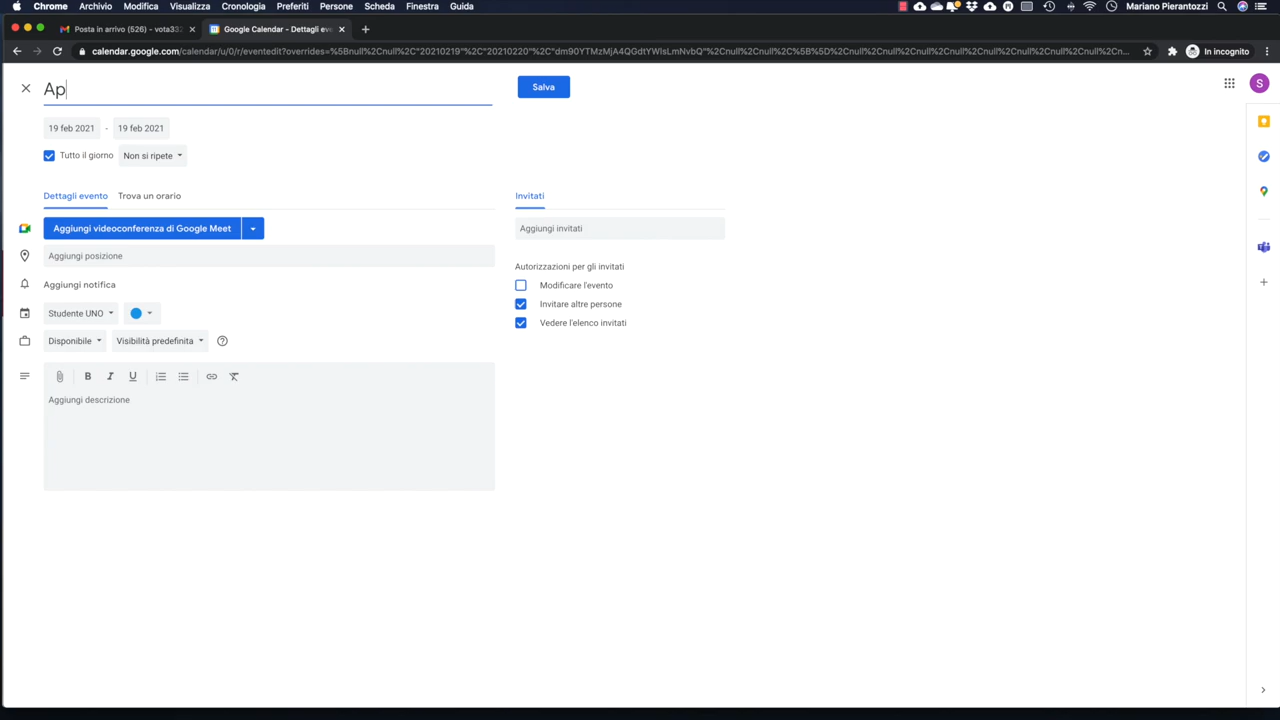 Chrome Archivio Modifica Visualizza Cronologia Preferiti Persone Scheda Finestra Guida Mariano Pierantozzi
Posta in arrivo (526) – vota332 Google Calendar - Dettagli eve
calendar.google.com/calendar/u/0/r/eventedit?overrides=%5Bnull%2Cnull%2C"20210219"%2C"20210220"%2C"dm90YTMzMjA4QGdtYWlsLmNvbQ"%2Cnull%2Cnull%2C%5B%5D%2Cnull%2Cnull%2Cnull%2Cnull%2Cnull%2Cnull%2Cnull%2Cnull%2Cnull%2Cn... In incognito
Ap
Salva
S
19 feb 2021 - 19 feb 2021
Tutto il giorno Non si ripete
Dettagli evento Trova un orario
Invitati
Aggiungi videoconferenza di Google Meet
Aggiungi invitati
Aggiungi posizione
Autorizzazioni per gli invitati
Aggiungi notifica
Modificare l'evento
Invitare altre persone
Studente UNO
Vedere l'elenco invitati
Disponibile Visibilità predefinita
B I U
Aggiungi descrizione